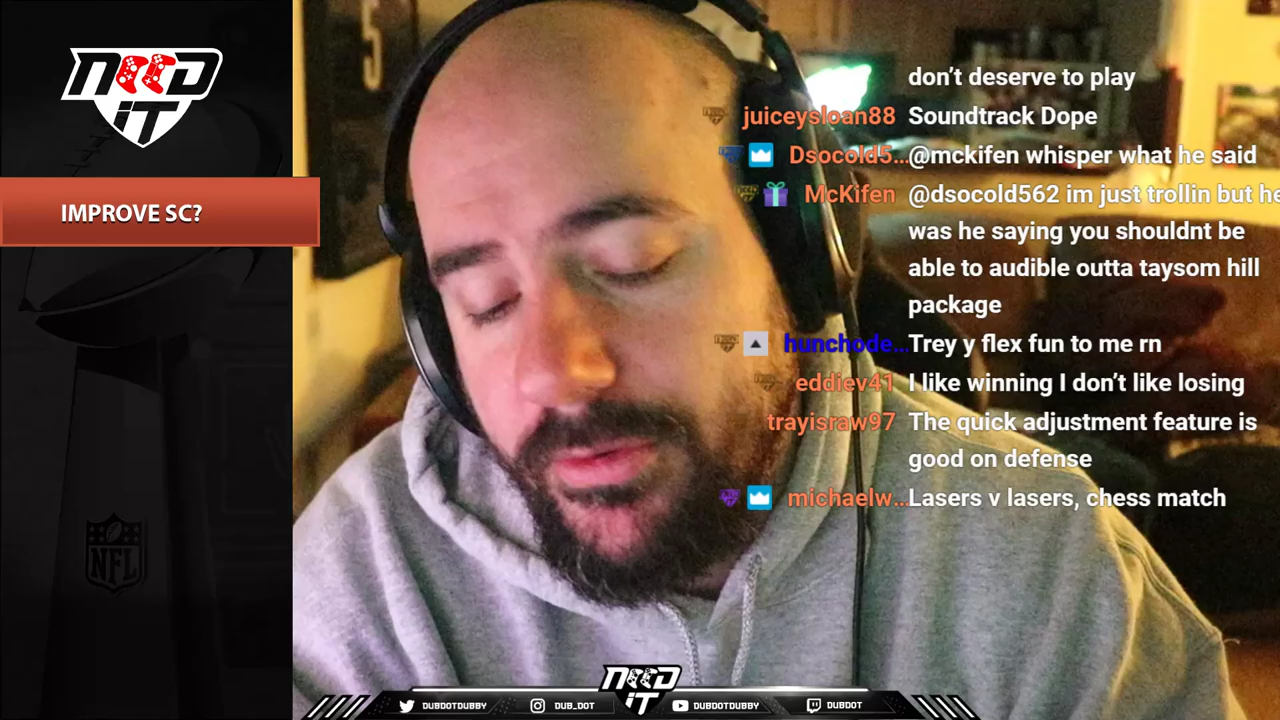 NEED
iT
IMPROVE SC?
NFL
5
don't deserve to play
juiceysloan88 Soundtrack Dope
Dsocold5... @mckifen whisper what he said
McKifen @dsocold562 im just trollin but he
was he saying you shouldnt be
able to audible outta taysom hill
package
hunchode... Trey y flex fun to me rn
eddiev41 I like winning I don't like losing
trayisraw97 The quick adjustment feature is
good on defense
michaelw... Lasers v lasers, chess match
NEED
iT
DUBDOTDUBBY
DUB_DOT
DUBDOTDUBBY
DUBDOT